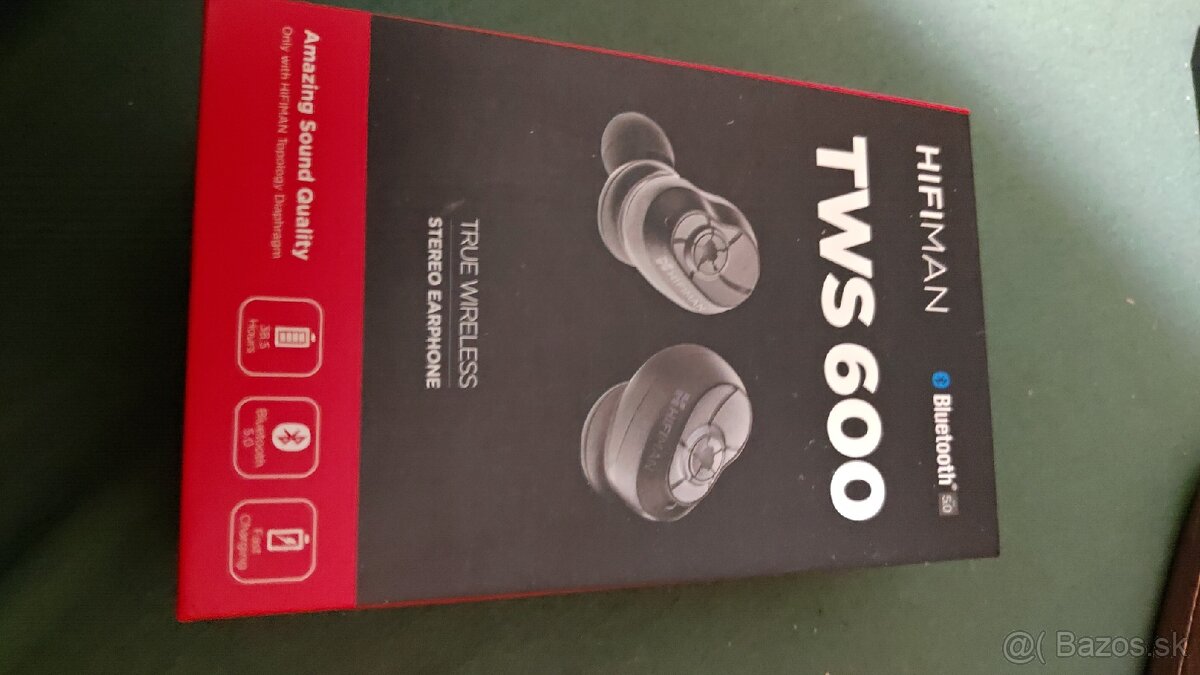 HIFIMAN
Bluetooth® 5.0
TWS 600
HIFIMAN
HIFIMAN
TRUE WIRELESS
STEREO EARPHONE
Amazing Sound Quality
Only with HIFIMAN Topology Diaphragm
38.5
Hours
Bluetooth
5.0
Fast
Charging
@( Bazos.sk